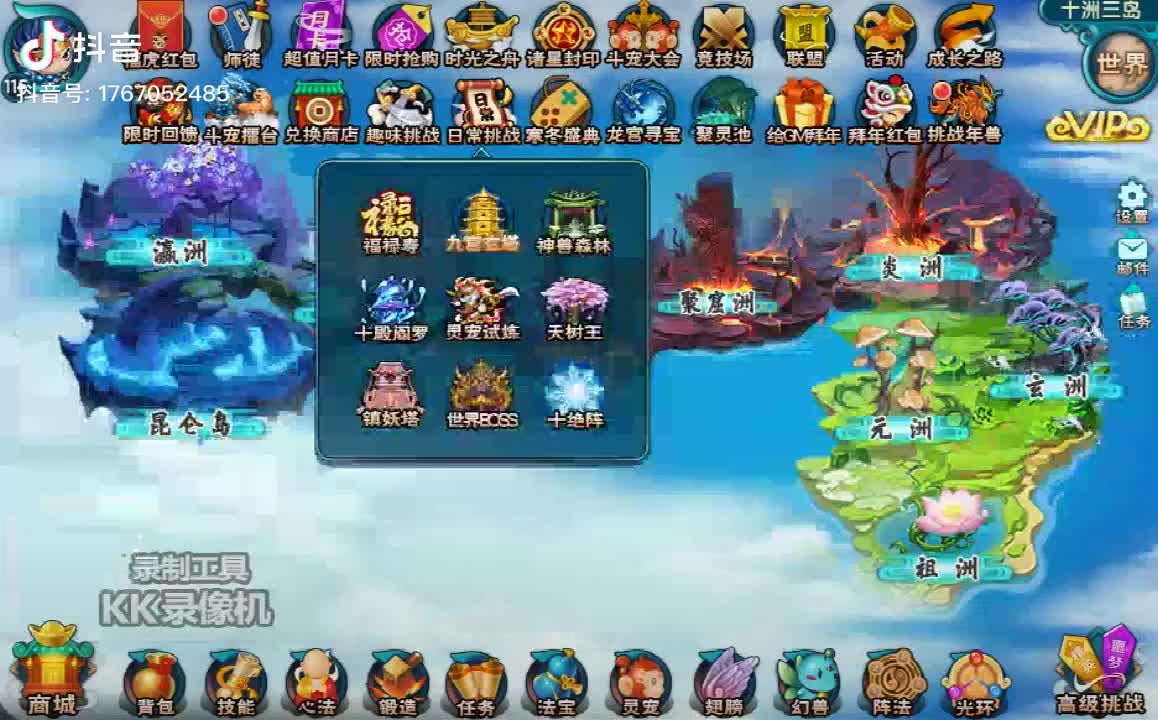 抖音
抖音号: 1767052485
虎红包 师徒 超值月卡 限时抢购 时光之舟 诸星封印 斗宠大会 竞技场 联盟 活动 成长之路
十洲三岛
世界
限时回馈 斗宠擂台 兑换商店 趣味挑战 日常挑战 寒冬盛典 龙宫寻宝 聚灵池 给GM拜年 拜年红包 挑战年兽
VIP
设置
邮件
任务
福禄寿 九宫玄塔 神兽森林
十殿阎罗 灵宠试炼 天树王
镇妖塔 世界BOSS 十绝阵
瀛洲
昆仑岛
聚窟洲
炎洲
玄洲
元洲
祖洲
录制工具
KK录像机
商城 背包 技能 心法 锻造 任务 法宝 灵宠 翅膀 幻兽 阵法 光环 高级挑战